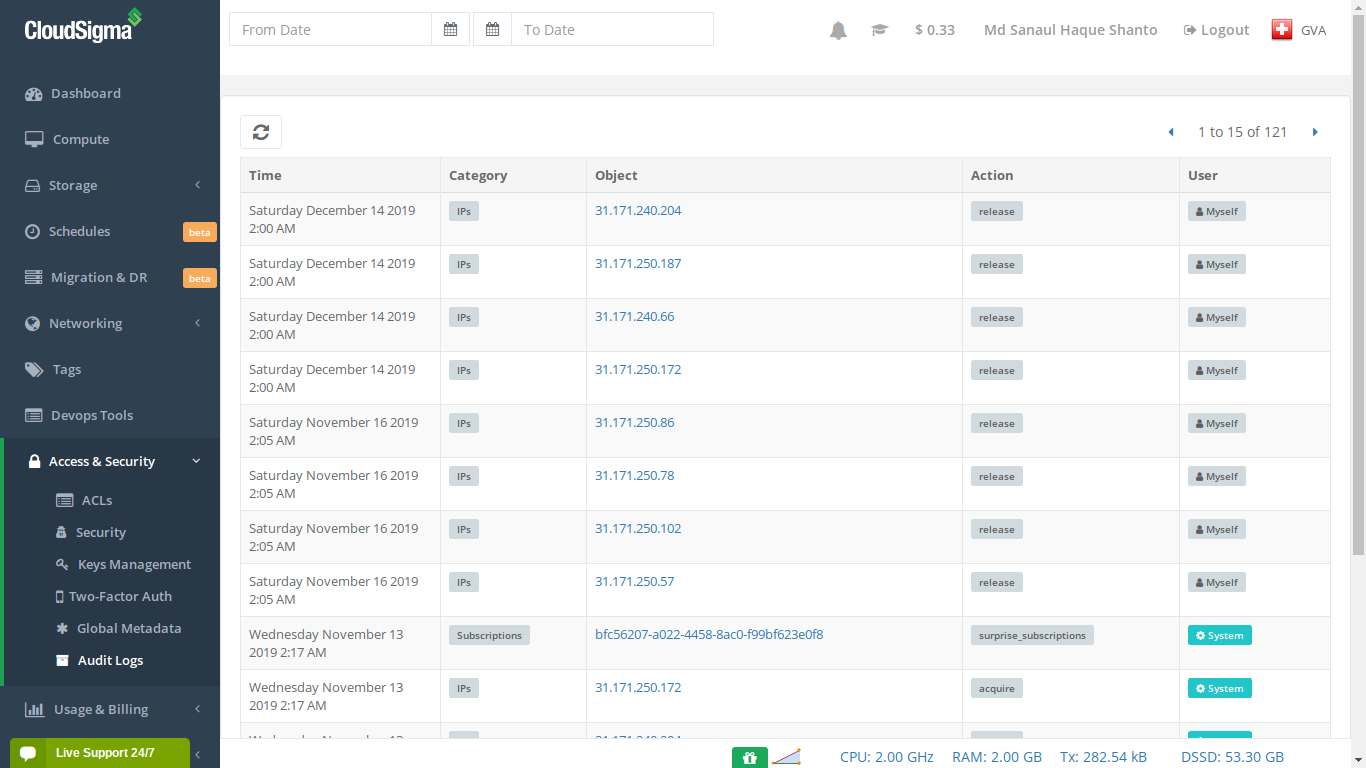 CloudSigma
From Date
To Date
$ 0.33
Md Sanaul Haque Shanto
Logout
GVA
Dashboard
Compute
Storage
Schedules
beta
Migration & DR
beta
Networking
Tags
Devops Tools
Access & Security
ACLs
Security
Keys Management
Two-Factor Auth
Global Metadata
Audit Logs
Usage & Billing
Live Support 24/7
1 to 15 of 121
Time Category Object Action User
Saturday December 14 2019
2:00 AM
IPs 31.171.240.204 release Myself
Saturday December 14 2019
2:00 AM
IPs 31.171.250.187 release Myself
Saturday December 14 2019
2:00 AM
IPs 31.171.240.66 release Myself
Saturday December 14 2019
2:00 AM
IPs 31.171.250.172 release Myself
Saturday November 16 2019
2:05 AM
IPs 31.171.250.86 release Myself
Saturday November 16 2019
2:05 AM
IPs 31.171.250.78 release Myself
Saturday November 16 2019
2:05 AM
IPs 31.171.250.102 release Myself
Saturday November 16 2019
2:05 AM
IPs 31.171.250.57 release Myself
Wednesday November 13
2019 2:17 AM
Subscriptions bfc56207-a022-4458-8ac0-f99bf623e0f8 surprise_subscriptions System
Wednesday November 13
2019 2:17 AM
IPs 31.171.250.172 acquire System
CPU: 2.00 GHz RAM: 2.00 GB Tx: 282.54 kB DSSD: 53.30 GB